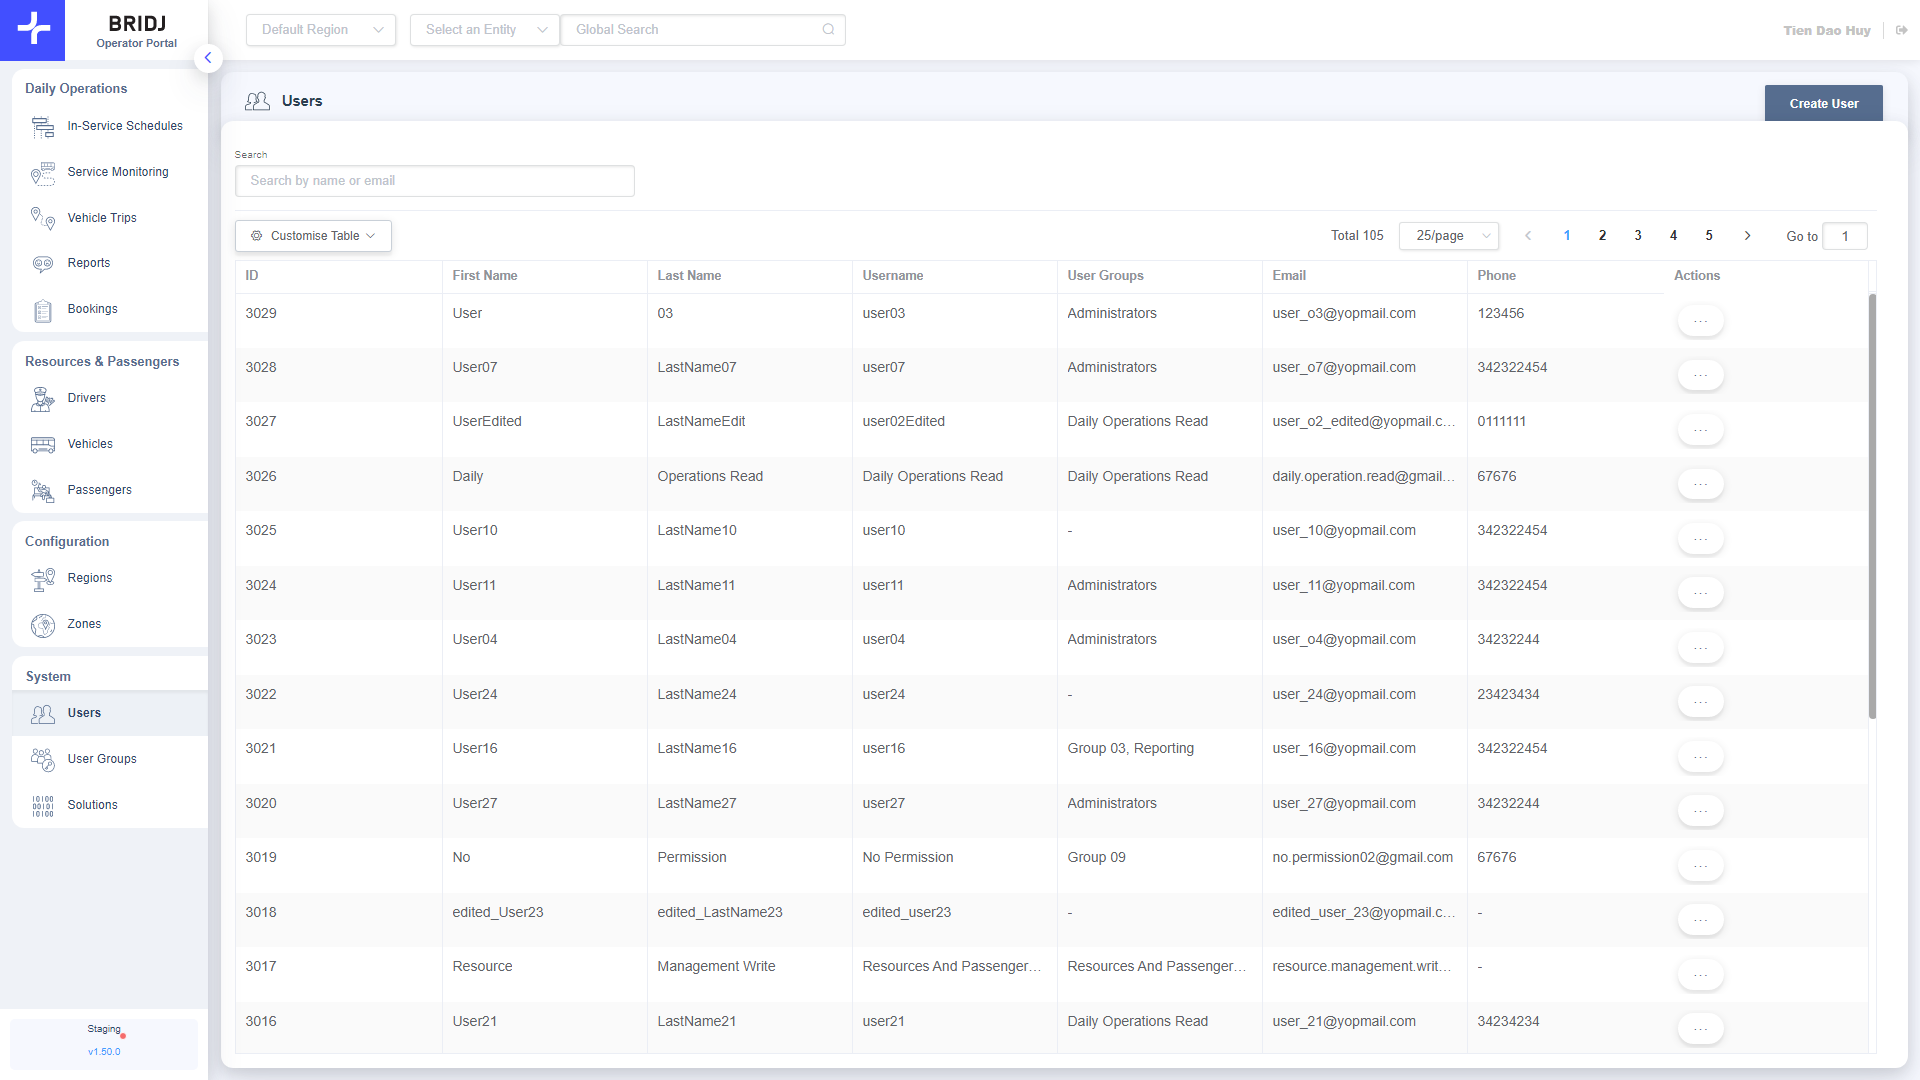 BRIDJ
Operator Portal
Default Region
Select an Entity
Global Search
Tien Dao Huy
Daily Operations
In-Service Schedules
Service Monitoring
Vehicle Trips
Reports
Bookings
Resources & Passengers
Drivers
Vehicles
Passengers
Configuration
Regions
Zones
System
Users
User Groups
Solutions
Staging
v1.50.0
Users
Create User
Search
Search by name or email
Customise Table
Total 105 25/page 1 2 3 4 5 Go to 1
ID First Name Last Name Username User Groups Email Phone Actions
3029 User 03 user03 Administrators user_o3@yopmail.com 123456 ...
3028 User07 LastName07 user07 Administrators user_o7@yopmail.com 342322454 ...
3027 UserEdited LastNameEdit user02Edited Daily Operations Read user_o2_edited@yopmail.c... 0111111 ...
3026 Daily Operations Read Daily Operations Read Daily Operations Read daily.operation.read@gmail... 67676 ...
3025 User10 LastName10 user10 - user_10@yopmail.com 342322454 ...
3024 User11 LastName11 user11 Administrators user_11@yopmail.com 342322454 ...
3023 User04 LastName04 user04 Administrators user_o4@yopmail.com 34232244 ...
3022 User24 LastName24 user24 - user_24@yopmail.com 23423434 ...
3021 User16 LastName16 user16 Group 03, Reporting user_16@yopmail.com 342322454 ...
3020 User27 LastName27 user27 Administrators user_27@yopmail.com 34232244 ...
3019 No Permission No Permission Group 09 no.permission02@gmail.com 67676 ...
3018 edited_User23 edited_LastName23 edited_user23 - edited_user_23@yopmail.c... - ...
3017 Resource Management Write Resources And Passenger... Resources And Passenger... resource.management.writ... - ...
3016 User21 LastName21 user21 Daily Operations Read user_21@yopmail.com 34234234 ...